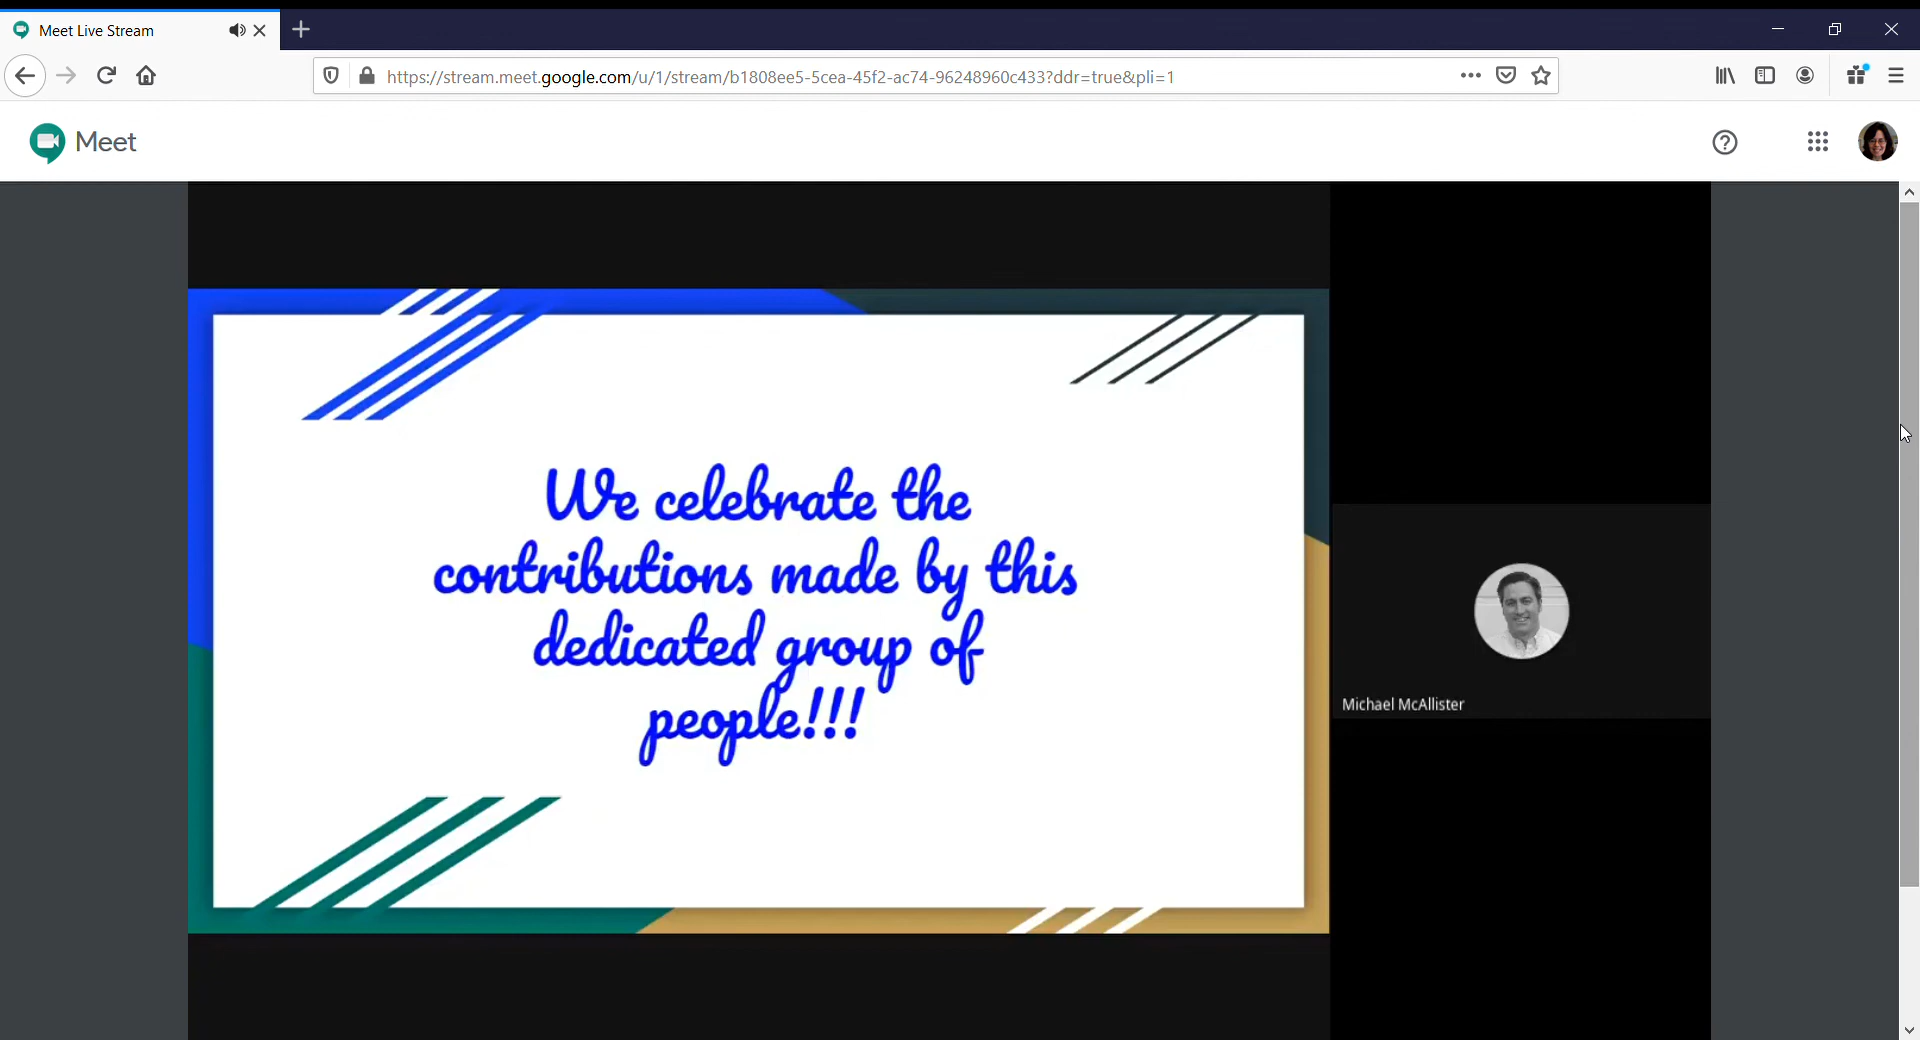 Meet Live Stream
https://stream.meet.google.com/u/1/stream/b1808ee5-5cea-45f2-ac74-96248960c433?ddr=true&pli=1
Meet
We celebrate the
contributions made by this
dedicated group of
people!!!
Michael McAllister